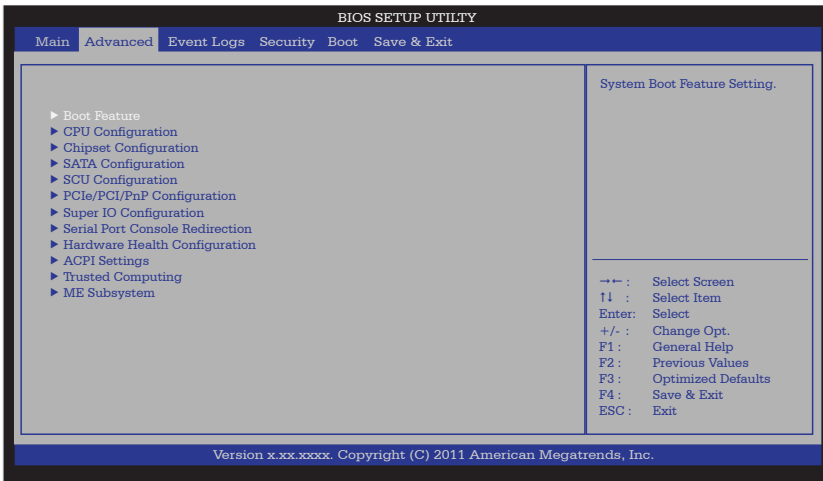 BIOS SETUP UTILTY
Main Advanced Event Logs Security Boot Save & Exit
System Boot Feature Setting.
▶ Boot Feature
▶ CPU Configuration
▶ Chipset Configuration
▶ SATA Configuration
▶ SCU Configuration
▶ PCIe/PCI/PnP Configuration
▶ Super IO Configuration
▶ Serial Port Console Redirection
▶ Hardware Health Configuration
▶ ACPI Settings
▶ Trusted Computing
▶ ME Subsystem
→← : Select Screen
↑↓ : Select Item
Enter: Select
+/- : Change Opt.
F1 : General Help
F2 : Previous Values
F3 : Optimized Defaults
F4 : Save & Exit
ESC : Exit
Version x.xx.xxxx. Copyright (C) 2011 American Megatrends, Inc.